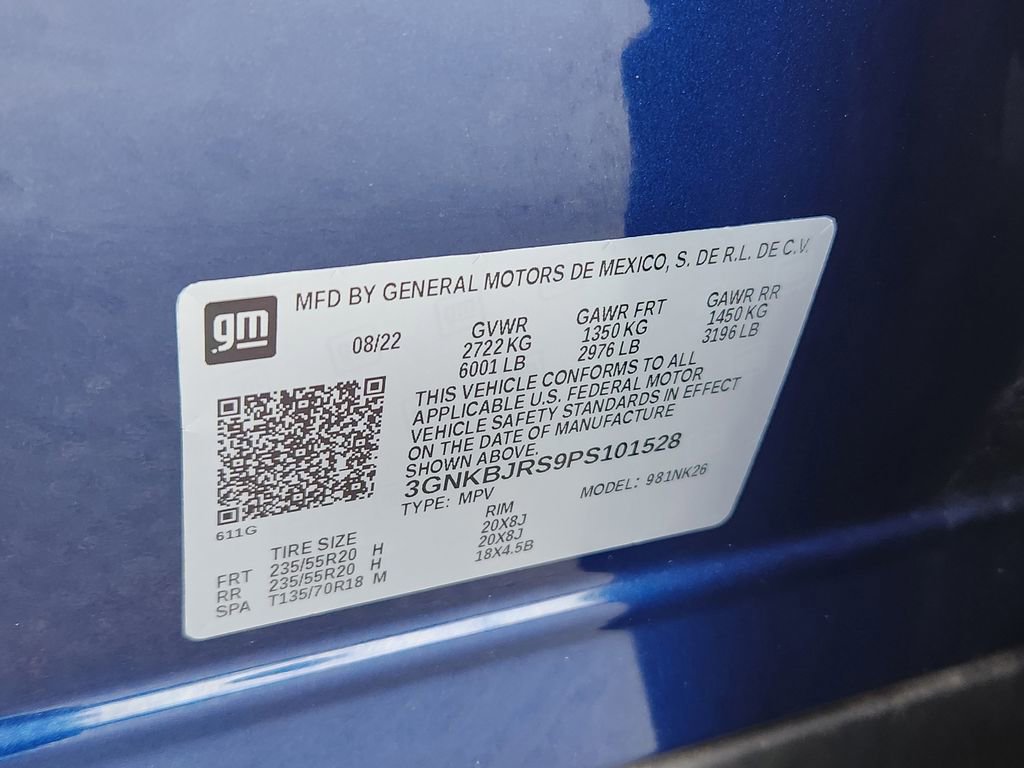 gm
MFD BY GENERAL MOTORS DE MEXICO, S. DE R.L. DE C.V.
08/22
GVWR
2722 KG
6001 LB
GAWR FRT
1350 KG
2976 LB
GAWR RR
1450 KG
3196 LB
THIS VEHICLE CONFORMS TO ALL
APPLICABLE U.S. FEDERAL MOTOR
VEHICLE SAFETY STANDARDS IN EFFECT
ON THE DATE OF MANUFACTURE
SHOWN ABOVE.
3GNKBJRS9PS101528
TYPE: MPV
MODEL: 981NK26
611G
TIRE SIZE
RIM
FRT 235/55R20 H 20X8J
RR 235/55R20 H 20X8J
SPA T135/70R18 M 18X4.5B